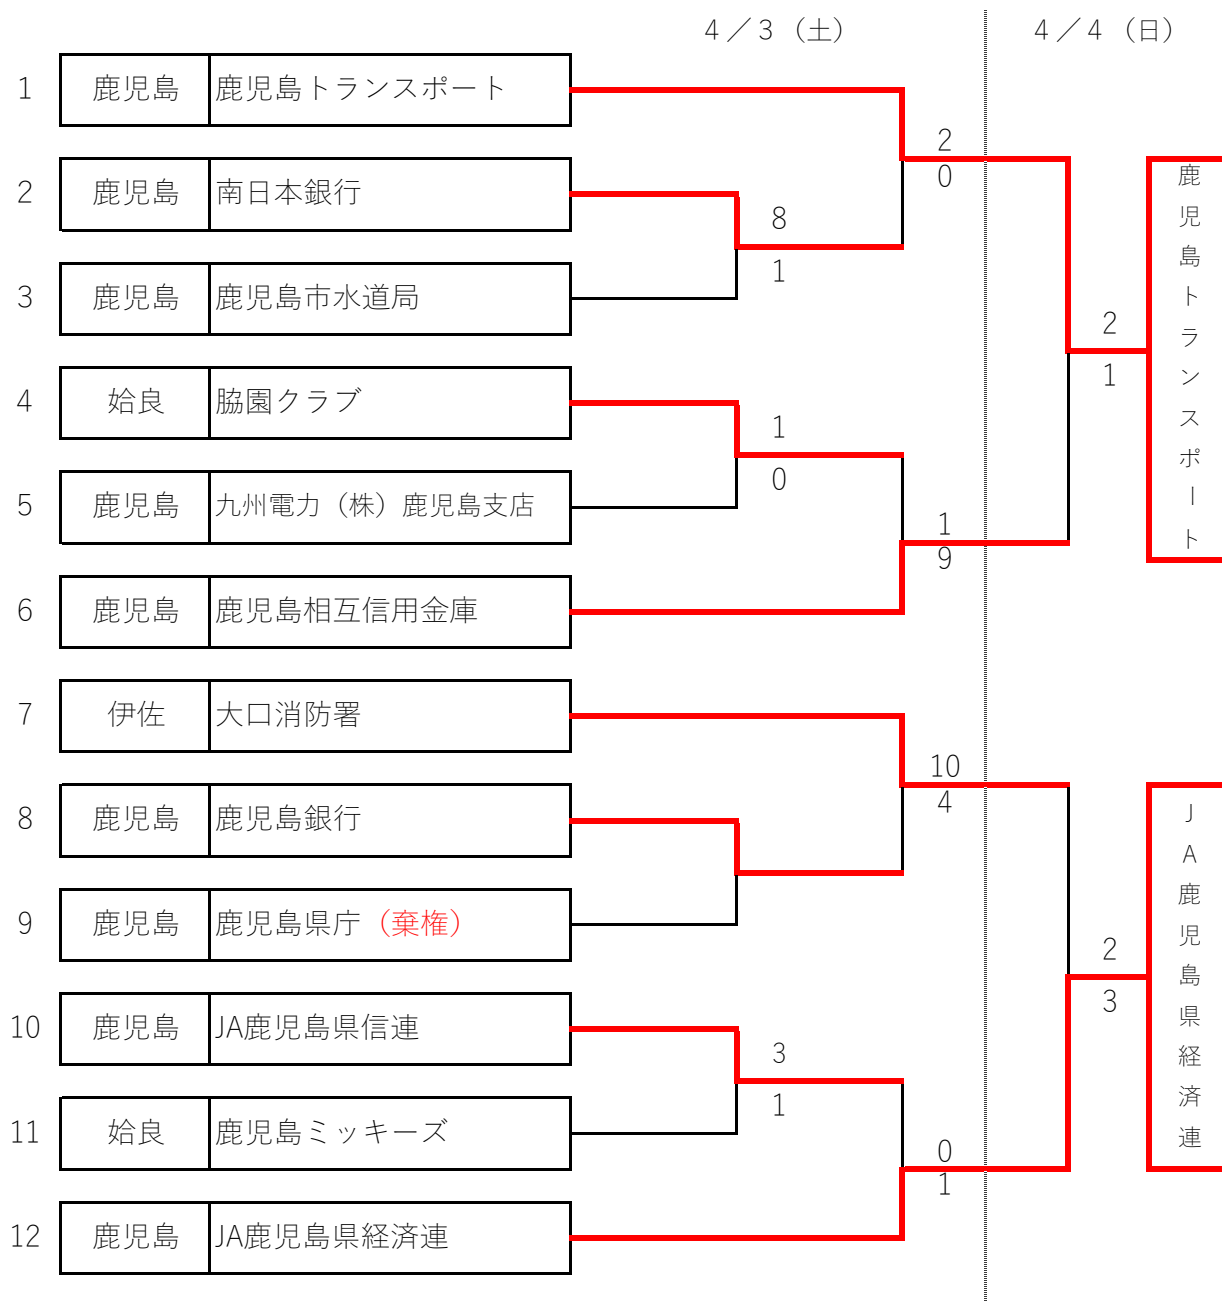 4／3（土）
4／4（日）
1 鹿児島 鹿児島トランスポート
2 鹿児島 南日本銀行
3 鹿児島 鹿児島市水道局
4 姶良 脇園クラブ
5 鹿児島 九州電力（株）鹿児島支店
6 鹿児島 鹿児島相互信用金庫
7 伊佐 大口消防署
8 鹿児島 鹿児島銀行
9 鹿児島 鹿児島県庁（棄権）
10 鹿児島 JA鹿児島県信連
11 姶良 鹿児島ミッキーズ
12 鹿児島 JA鹿児島県経済連
8
1
1
0
3
1
2
0
1
9
10
4
0
1
2
1
2
3
鹿児島トランスポート
JA鹿児島県経済連